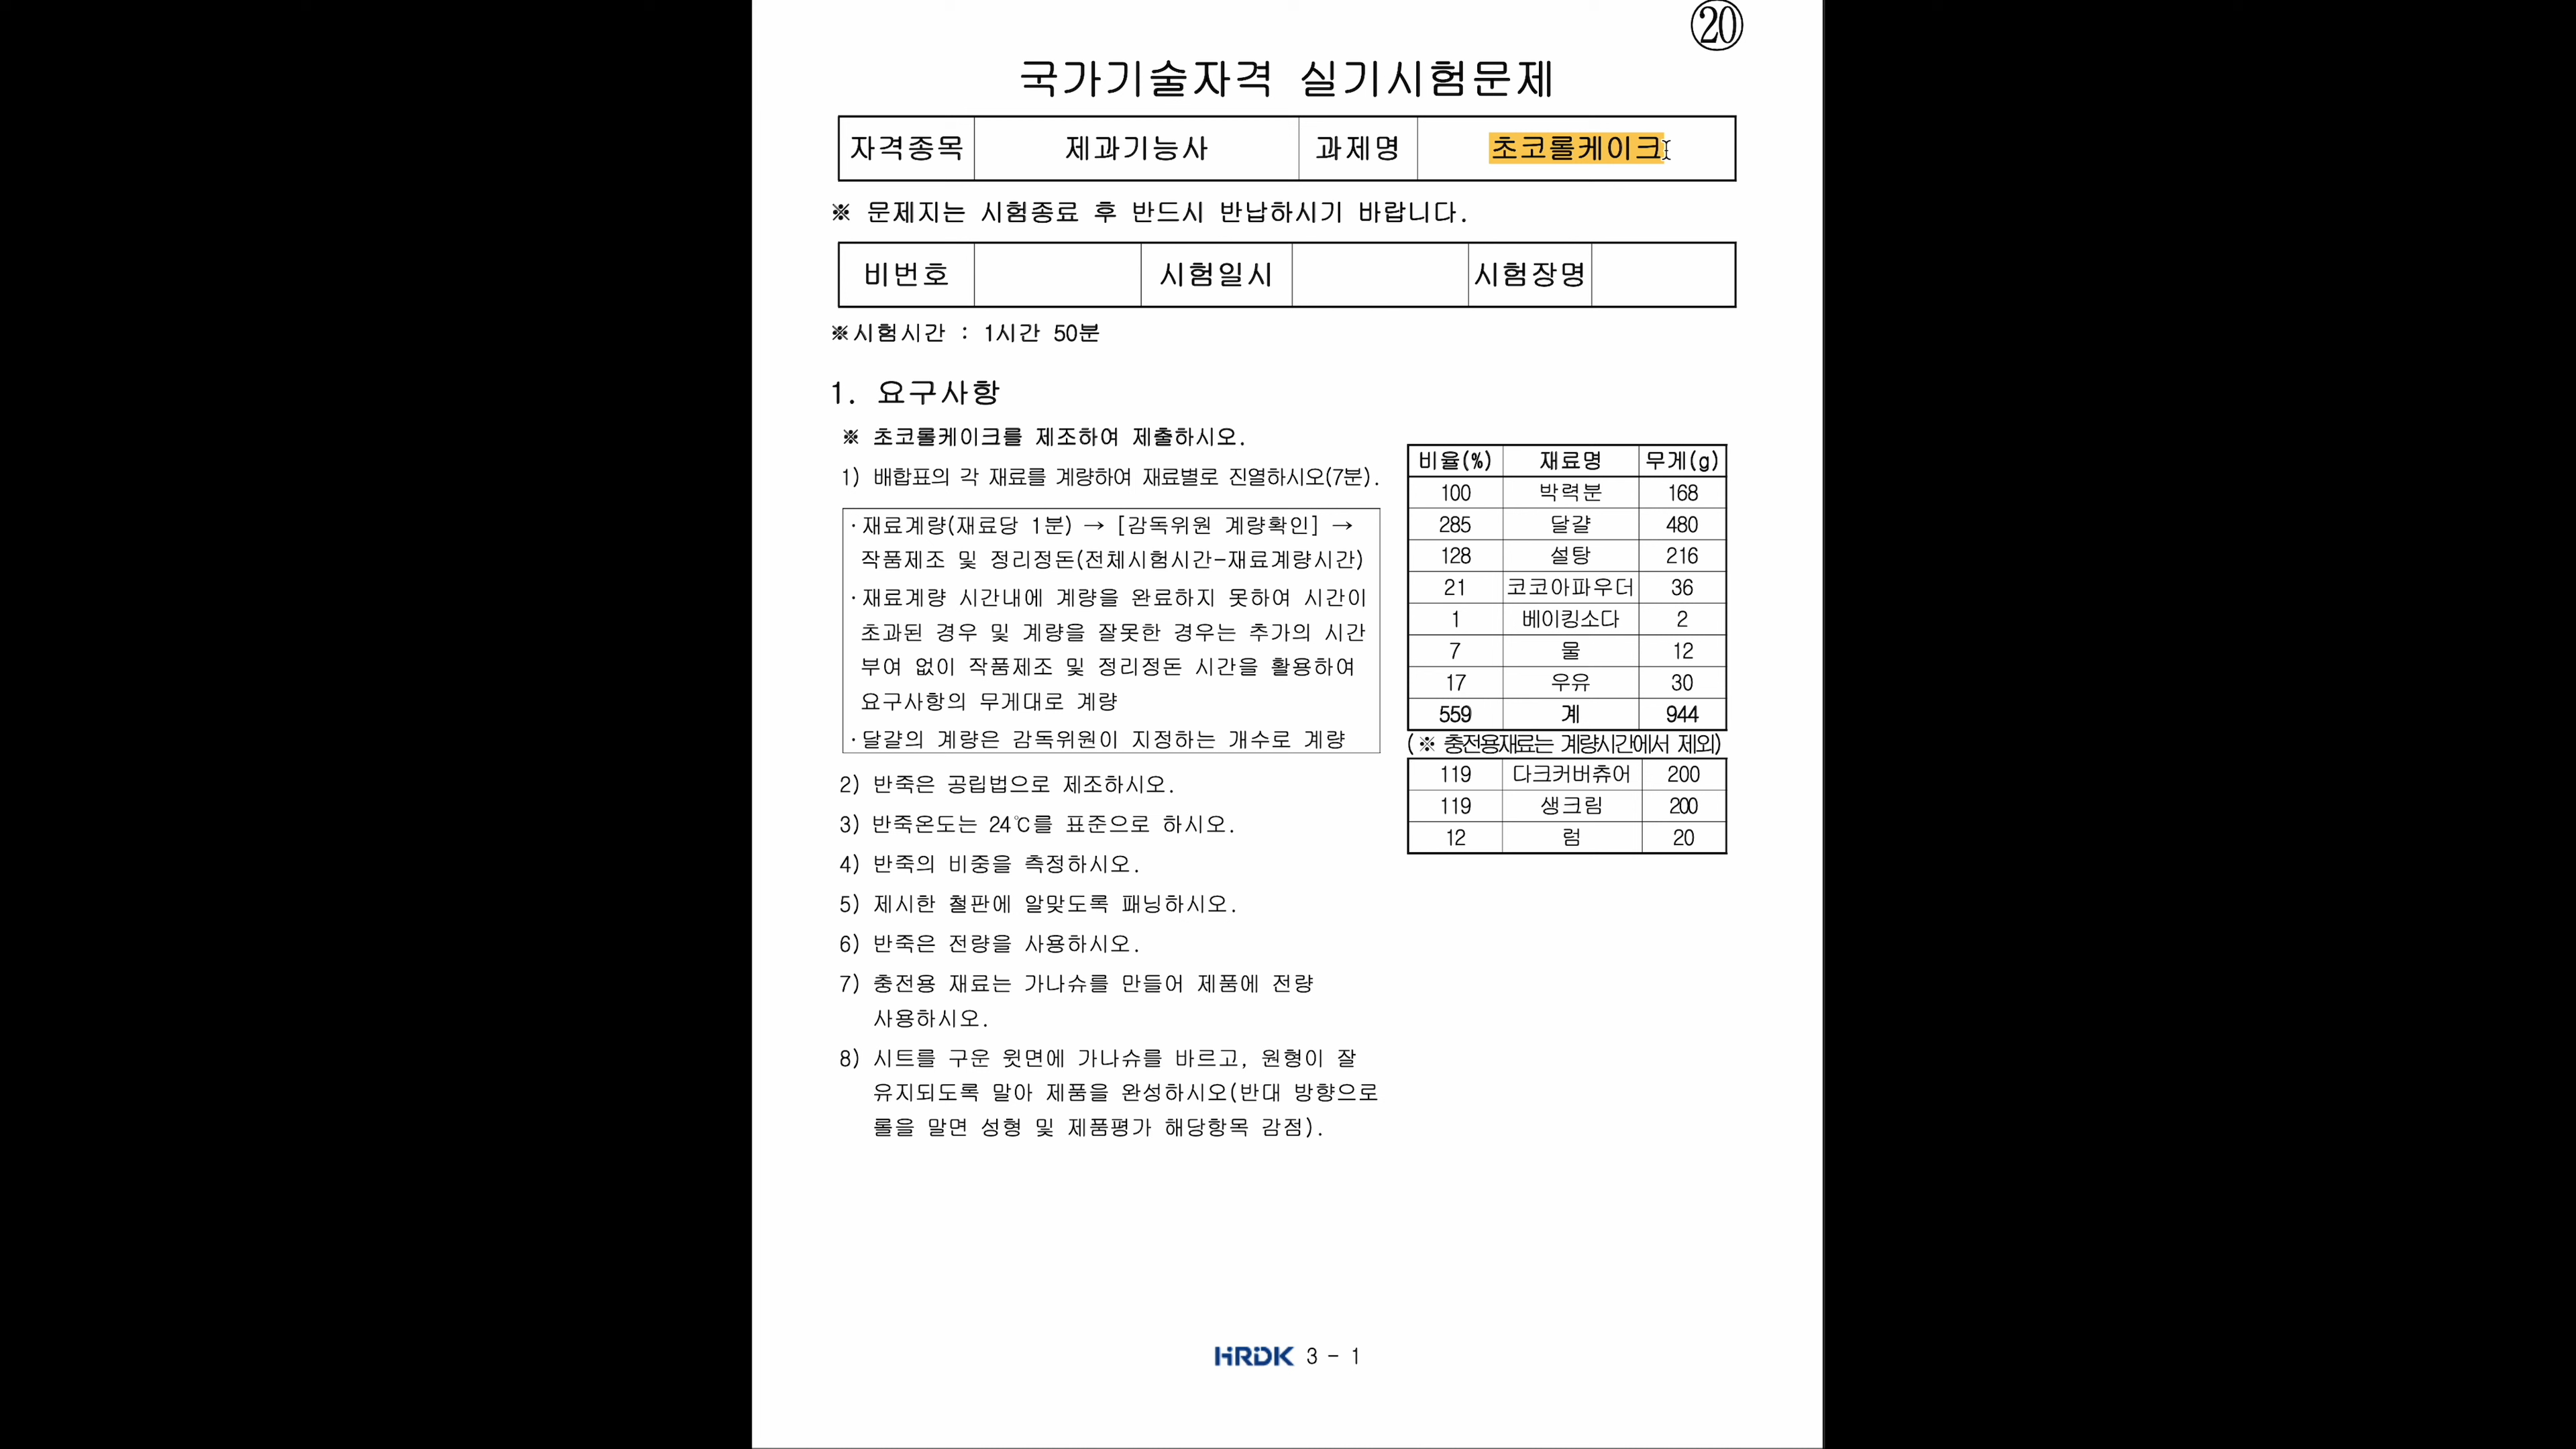 ⑳
국가기술자격 실기시험문제
자격종목 제과기능사 과제명 초코롤케이크
※ 문제지는 시험종료 후 반드시 반납하시기 바랍니다.
비번호 시험일시 시험장명
※시험시간 : 1시간 50분
1. 요구사항
※ 초코롤케이크를 제조하여 제출하시오.
1) 배합표의 각 재료를 계량하여 재료별로 진열하시오(7분).
·재료계량(재료당 1분) → [감독위원 계량확인] →
작품제조 및 정리정돈(전체시험시간-재료계량시간)
·재료계량 시간내에 계량을 완료하지 못하여 시간이
초과된 경우 및 계량을 잘못한 경우는 추가의 시간
부여 없이 작품제조 및 정리정돈 시간을 활용하여
요구사항의 무게대로 계량
·달걀의 계량은 감독위원이 지정하는 개수로 계량
2) 반죽은 공립법으로 제조하시오.
3) 반죽온도는 24℃를 표준으로 하시오.
4) 반죽의 비중을 측정하시오.
5) 제시한 철판에 알맞도록 패닝하시오.
6) 반죽은 전량을 사용하시오.
7) 충전용 재료는 가나슈를 만들어 제품에 전량
사용하시오.
8) 시트를 구운 윗면에 가나슈를 바르고, 원형이 잘
유지되도록 말아 제품을 완성하시오(반대 방향으로
롤을 말면 성형 및 제품평가 해당항목 감점).
비율(%) 재료명 무게(g)
100 박력분 168
285 달걀 480
128 설탕 216
21 코코아파우더 36
1 베이킹소다 2
7 물 12
17 우유 30
559 계 944
(※ 충전용재료는 계량시간에서 제외)
119 다크커버츄어 200
119 생크림 200
12 럼 20
HRDK 3 - 1